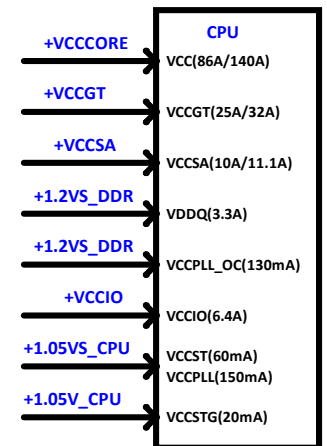 CPU
+VCCCORE
VCC(86A/140A)
+VCCGT
VCCGT(25A/32A)
+VCCSA
VCCSA(10A/11.1A)
+1.2VS_DDR
VDDQ(3.3A)
+1.2VS_DDR
VCCPLL_OC(130mA)
+VCCIO
VCCIO(6.4A)
+1.05VS_CPU
VCCST(60mA)
VCCPLL(150mA)
+1.05V_CPU
VCCSTG(20mA)